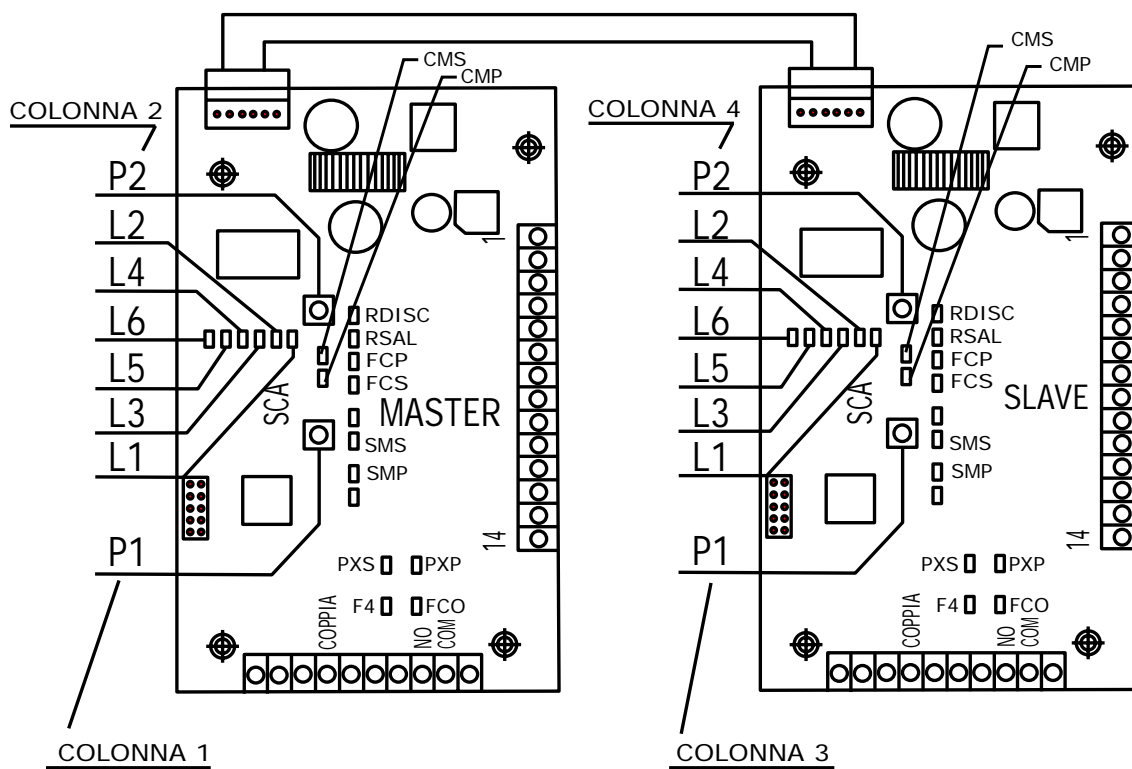 CMS
CMP
COLONNA 2
P2
L2
L4
L6
L5
L3
L1
P1
COLONNA 1
1
RDISC
RSAL
FCP
FCS
SCA
MASTER
SMS
SMP
14
PXS
PXP
F4
FCO
COPPIA
NO
COM
CMS
CMP
COLONNA 4
P2
L2
L4
L6
L5
L3
L1
P1
COLONNA 3
1
RDISC
RSAL
FCP
FCS
SCA
SLAVE
SMS
SMP
14
PXS
PXP
F4
FCO
COPPIA
NO
COM